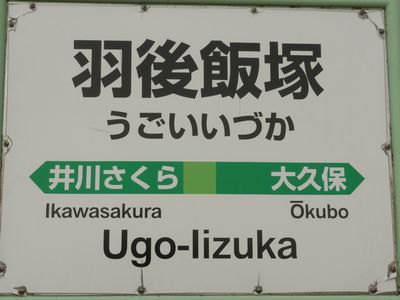 羽後飯塚
うごいいづか
井川さくら 大久保
Ikawasakura Ōkubo
Ugo-Iizuka